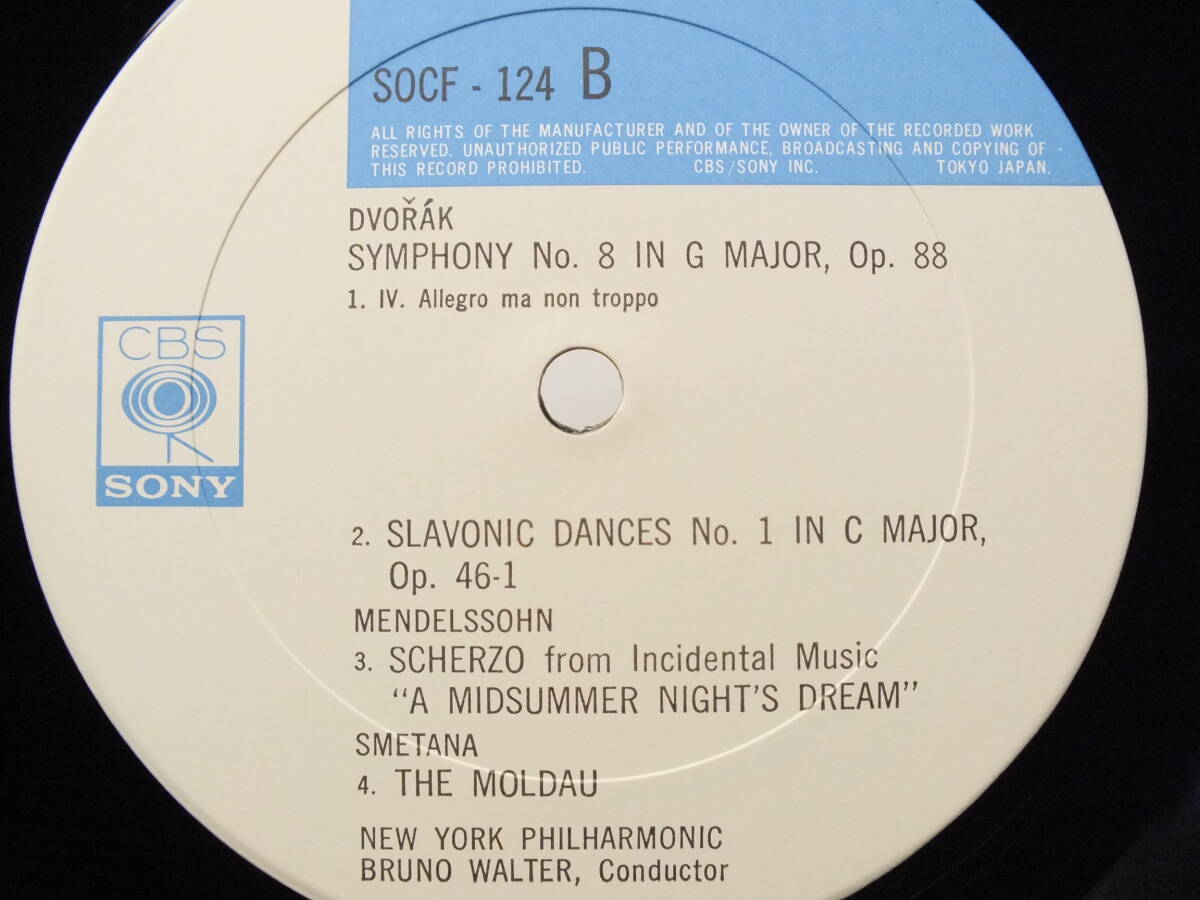 SOCF - 124 B
ALL RIGHTS OF THE MANUFACTURER AND OF THE OWNER OF THE RECORDED WORK
RESERVED. UNAUTHORIZED PUBLIC PERFORMANCE, BROADCASTING AND COPYING OF
THIS RECORD PROHIBITED. CBS/SONY INC. TOKYO JAPAN.
DVOŘÁK
SYMPHONY No. 8 IN G MAJOR, Op. 88
1. IV. Allegro ma non troppo
CBS
SONY
2. SLAVONIC DANCES No. 1 IN C MAJOR,
Op. 46-1
MENDELSSOHN
3. SCHERZO from Incidental Music
"A MIDSUMMER NIGHT'S DREAM"
SMETANA
4. THE MOLDAU
NEW YORK PHILHARMONIC
BRUNO WALTER, Conductor